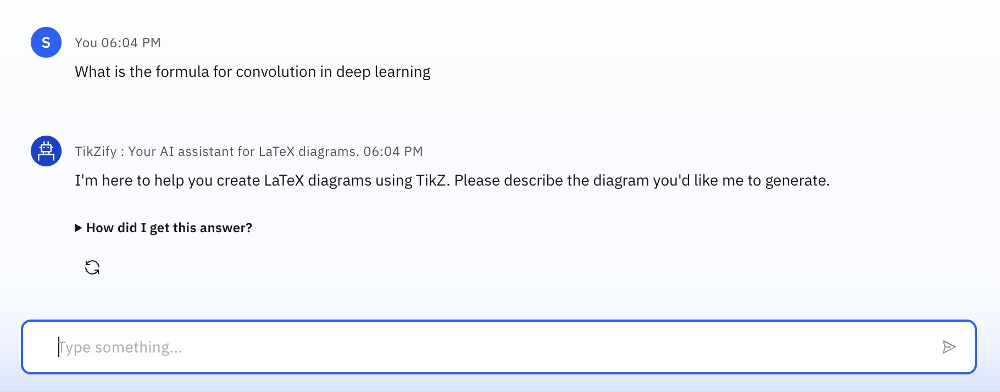 S
You 06:04 PM
What is the formula for convolution in deep learning
TikZify : Your AI assistant for LaTeX diagrams. 06:04 PM
I'm here to help you create LaTeX diagrams using TikZ. Please describe the diagram you'd like me to generate.
How did I get this answer?
Type something...